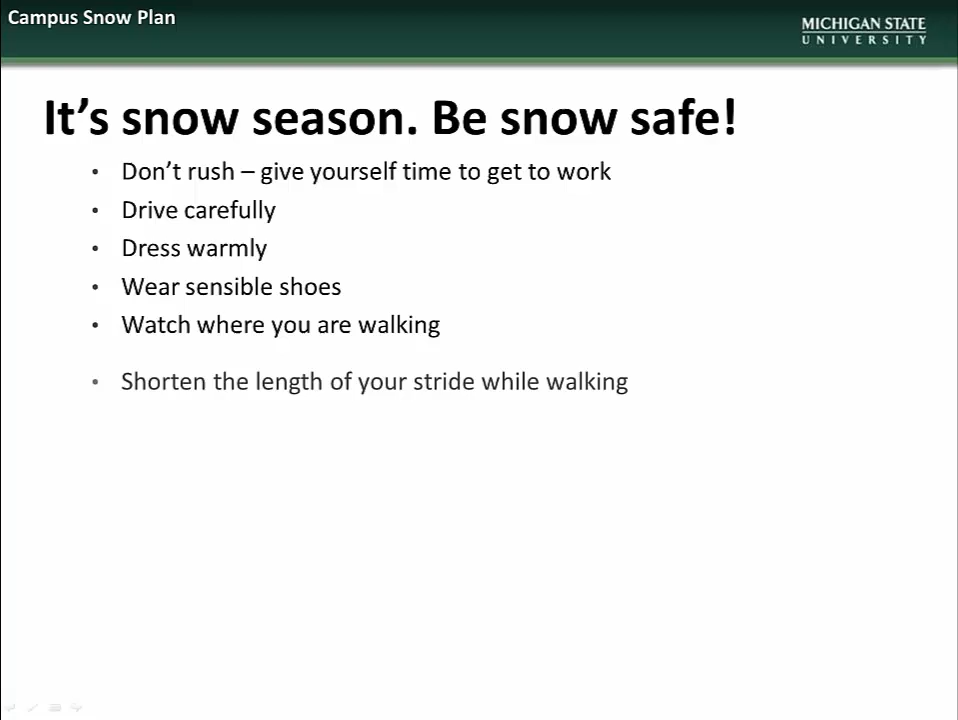 Campus Snow Plan
MICHIGAN STATE
UNIVERSITY
It’s snow season. Be snow safe!
• Don’t rush – give yourself time to get to work
• Drive carefully
• Dress warmly
• Wear sensible shoes
• Watch where you are walking
• Shorten the length of your stride while walking